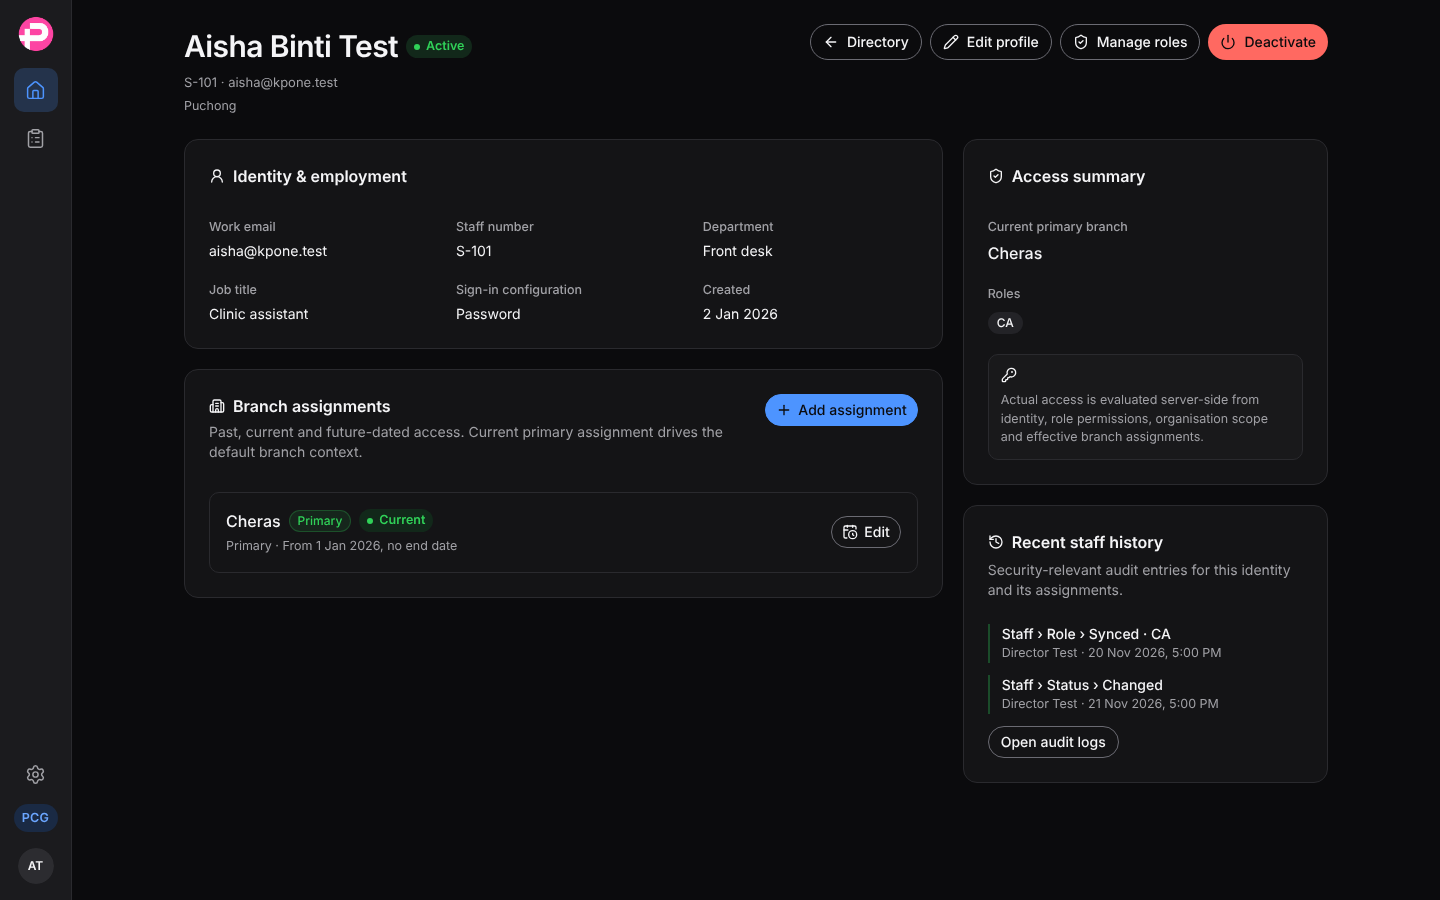 Aisha Binti Test
Active
Directory
Edit profile
Manage roles
Deactivate
S-101 · aisha@kpone.test
Puchong
Identity & employment
Work email
aisha@kpone.test
Staff number
S-101
Department
Front desk
Job title
Clinic assistant
Sign-in configuration
Password
Created
2 Jan 2026
Branch assignments
Past, current and future-dated access. Current primary assignment drives the
default branch context.
Add assignment
Cheras
Primary
Current
Primary · From 1 Jan 2026, no end date
Edit
Access summary
Current primary branch
Cheras
Roles
CA
Actual access is evaluated server-side from
identity, role permissions, organisation scope
and effective branch assignments.
Recent staff history
Security-relevant audit entries for this identity
and its assignments.
Staff › Role › Synced · CA
Director Test · 20 Nov 2026, 5:00 PM
Staff › Status › Changed
Director Test · 21 Nov 2026, 5:00 PM
Open audit logs
PCG
AT